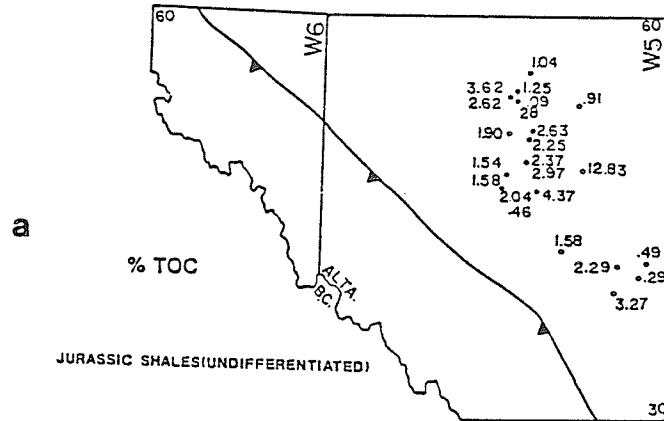 60
W6
60
W5
1.04
3.62 1.25
2.62 .09 .91
.28
1.90 2.63
2.25
1.54 2.37
2.97 12.83
1.58
2.04 4.37
.46
a
1.58 .49
% TOC 2.29 .29
ALTA.
B.C.
3.27
JURASSIC SHALES(UNDIFFERENTIATED)
30